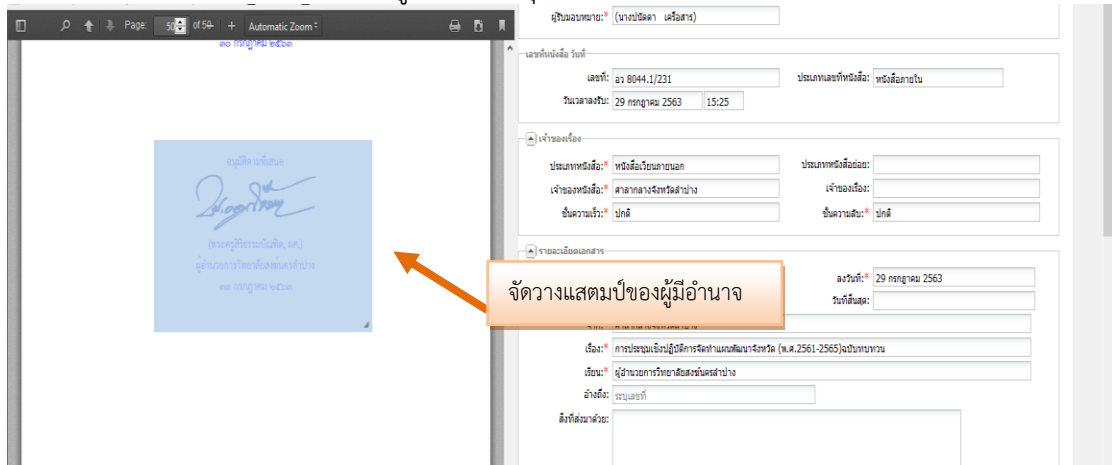 Page: 50 of 50 Automatic Zoom
๓๐ กรกฎาคม ๒๕๖๓
อนุมัติตามที่เสนอ
(พระครูสิริธรรมบัณฑิต, ผศ.)
ผู้อำนวยการวิทยาลัยสงฆ์นครลำปาง
๓๑ กรกฎาคม ๒๕๖๓
จัดวางแสตมป์ของผู้มีอำนาจ
ผู้รับมอบหมาย:* (นางปนัดดา เครือสาร)
เลขที่หนังสือ วันที่
เลขที่: อว 8044.1/231 ประเภทเลขที่หนังสือ: หนังสือภายใน
วันเวลาลงรับ: 29 กรกฎาคม 2563 15:25
เจ้าของเรื่อง
ประเภทหนังสือ:* หนังสือเวียนภายนอก ประเภทหนังสือย่อย:
เจ้าของหนังสือ:* ศาลากลางจังหวัดลำปาง เจ้าของเรื่อง:
ชั้นความเร็ว:* ปกติ ชั้นความลับ:* ปกติ
รายละเอียดเอกสาร
ลงวันที่:* 29 กรกฎาคม 2563
วันที่สิ้นสุด:
เรื่อง:* การประชุมเชิงปฏิบัติการจัดทำแผนพัฒนาจังหวัด (พ.ศ.2561-2565)ฉบับทบทวน
เรียน:* ผู้อำนวยการวิทยาลัยสงฆ์นครลำปาง
อ้างถึง: ระบุเลขที่
สิ่งที่ส่งมาด้วย: